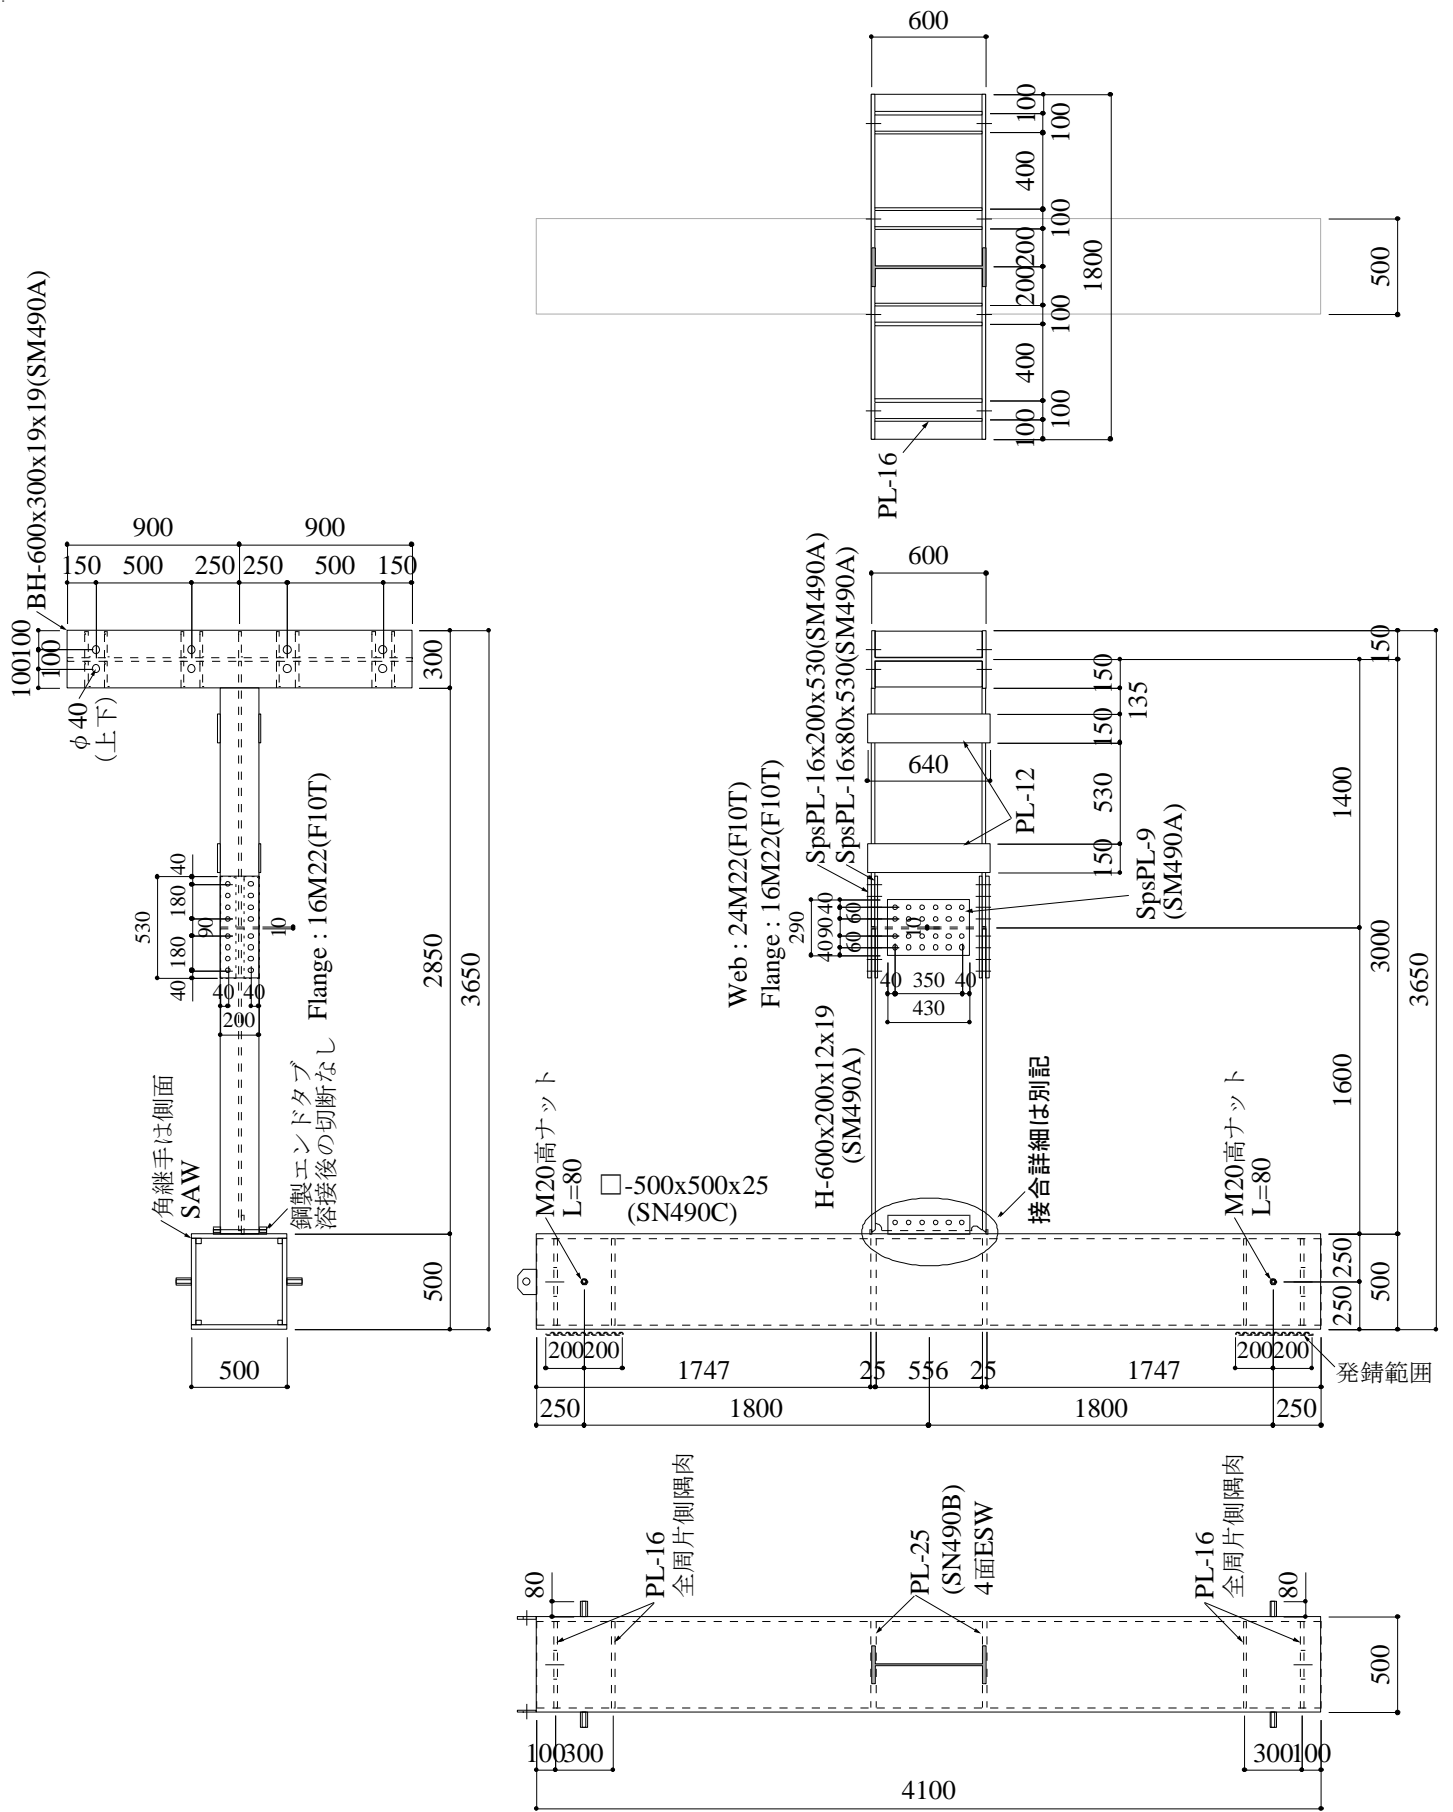 600
100
100
400
100
200
200
100
400
100
100
1800
500
PL-16
BH-600x300x19x19(SM490A)
900
900
150
500
250
250
500
150
100
100
100
300
φ40
(上下)
40
180
90
180
40
530
10
40
40
200
Flange : 16M22(F10T)
2850
3650
角継手は側面
SAW
鋼製エンドタブ
溶接後の切断なし
500
500
600
SpsPL-16x200x530(SM490A)
SpsPL-16x80x530(SM490A)
Web : 24M22(F10T)
Flange : 16M22(F10T)
640
PL-12
SpsPL-9
(SM490A)
150
150
135
150
530
150
1400
3000
3650
1600
290
40
60
90
60
40
10
40
350
40
430
H-600x200x12x19
(SM490A)
接合詳細は別記
M20高ナット
L=80
□-500x500x25
(SN490C)
M20高ナット
L=80
250
250
500
200
200
1747
25
556
25
1747
200
200
発錆範囲
250
1800
1800
250
80
PL-16
全周片側隅肉
PL-25
(SN490B)
4面ESW
PL-16
全周片側隅肉
80
500
100
300
300
100
4100